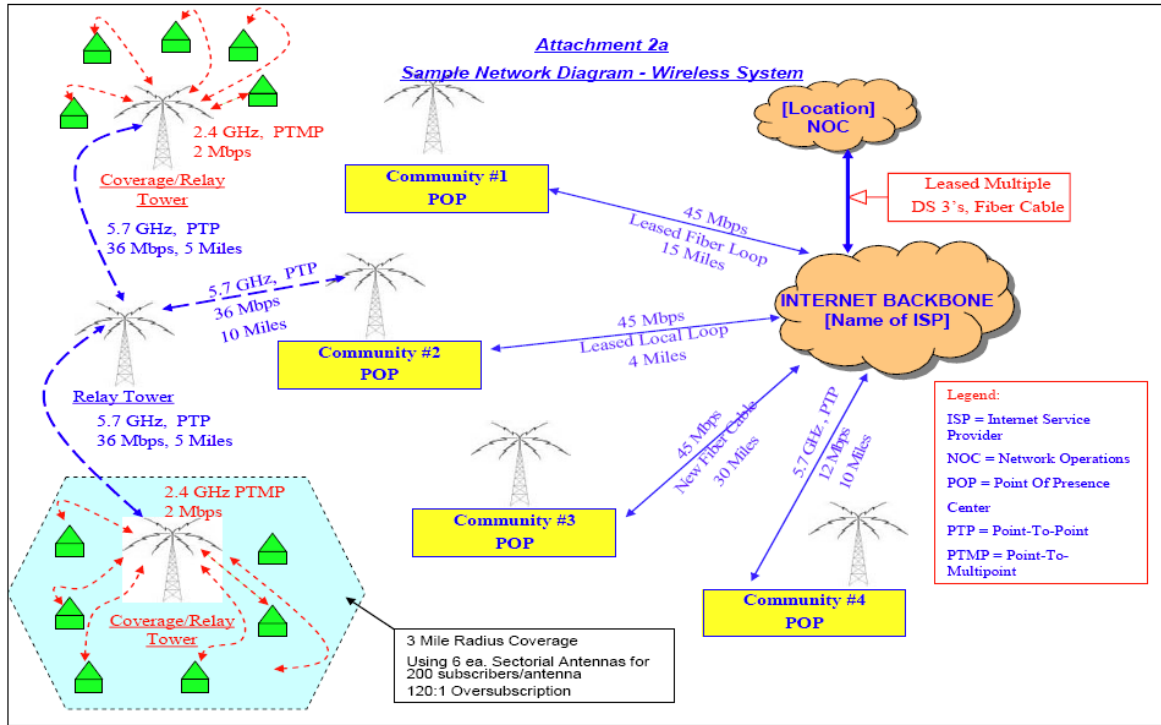 Attachment 2a
Sample Network Diagram - Wireless System
2.4 GHz, PTMP
2 Mbps
Coverage/Relay
Tower
5.7 GHz, PTP
36 Mbps, 5 Miles
5.7 GHz, PTP
36 Mbps
10 Miles
Relay Tower
5.7 GHz, PTP
36 Mbps, 5 Miles
2.4 GHz PTMP
2 Mbps
Coverage/Relay
Tower
3 Mile Radius Coverage
Using 6 ea. Sectorial Antennas for
200 subscribers/antenna
120:1 Oversubscription
Community #1
POP
45 Mbps
Leased Fiber Loop
15 Miles
Community #2
POP
45 Mbps
Leased Local Loop
4 Miles
Community #3
POP
45 Mbps
New Fiber Cable
30 Miles
Community #4
POP
5.7 GHz, PTP
12 Mbps
10 Miles
[Location]
NOC
Leased Multiple
DS 3's, Fiber Cable
INTERNET BACKBONE
[Name of ISP]
Legend:
ISP = Internet Service
Provider
NOC = Network Operations
POP = Point Of Presence
Center
PTP = Point-To-Point
PTMP = Point-To-
Multipoint